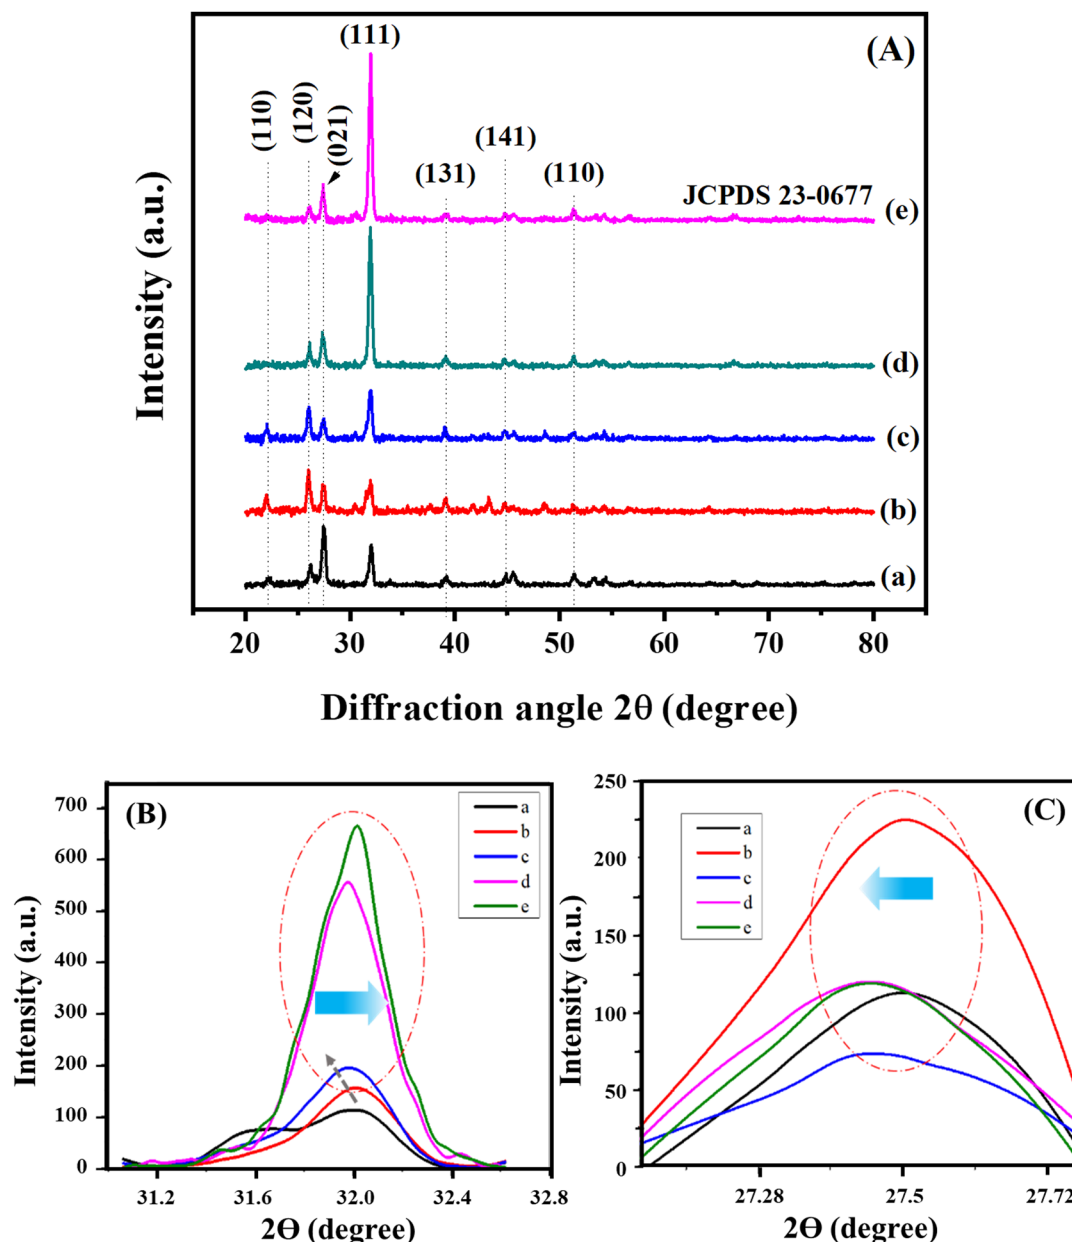 (A)
(111)
(110)
(120)
(021)
(131)
(141)
(110)
JCPDS 23-0677
(e)
(d)
(c)
(b)
(a)
Intensity (a.u.)
20 30 40 50 60 70 80
Diffraction angle 2θ (degree)
(B)
a
b
c
d
e
700
600
500
400
300
200
100
0
Intensity (a.u.)
31.2 31.6 32.0 32.4 32.8
2Θ (degree)
(C)
a
b
c
d
e
250
200
150
100
50
0
Intensity (a.u.)
27.28 27.5 27.72
2Θ (degree)